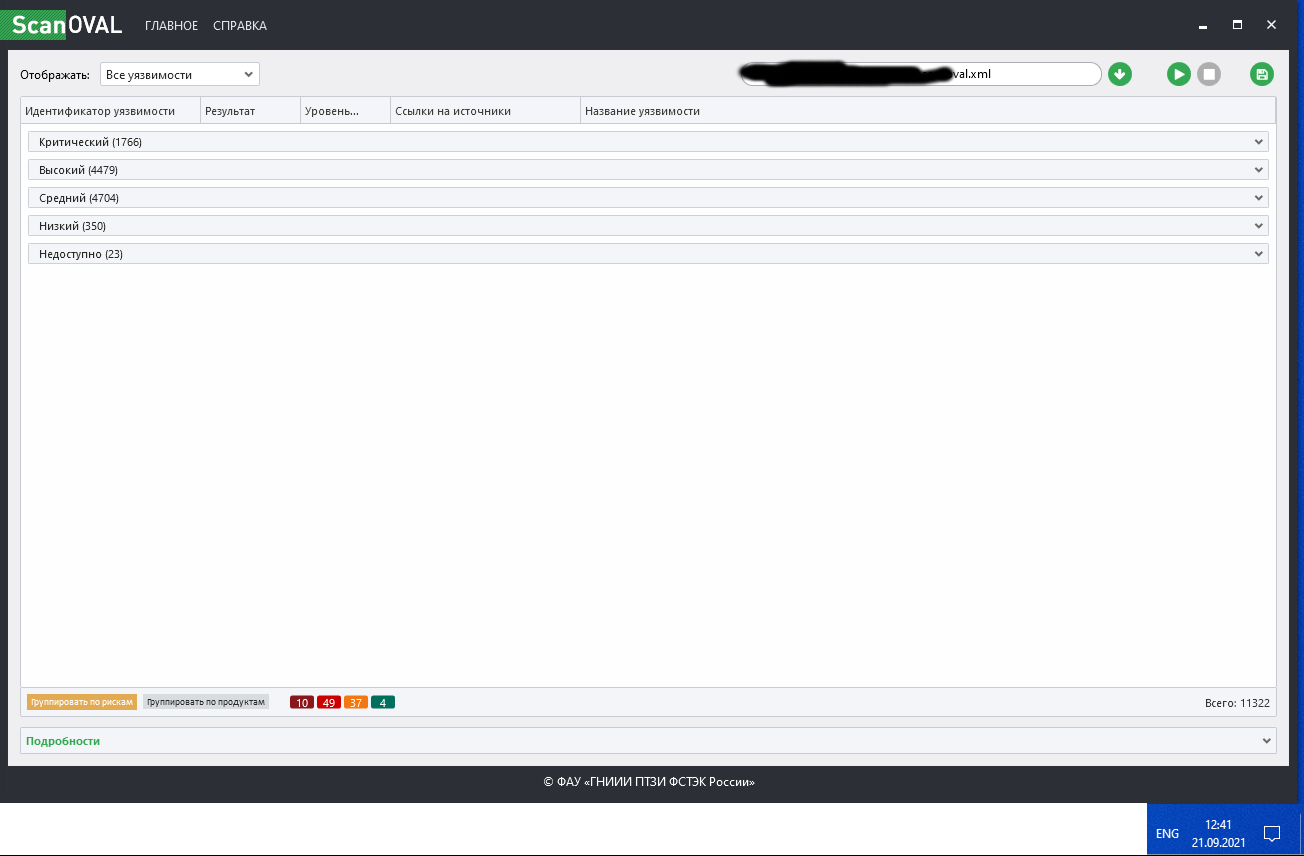 ScanOVAL ГЛАВНОЕ СПРАВКА
Отображать: Все уязвимости val.xml
Идентификатор уязвимости Результат Уровень... Ссылки на источники Название уязвимости
Критический (1766)
Высокий (4479)
Средний (4704)
Низкий (350)
Недоступно (23)
Группировать по рискам Группировать по продуктам 10 49 37 4 Всего: 11322
Подробности
© ФАУ «ГНИИИ ПТЗИ ФСТЭК России»
ENG 12:41
21.09.2021